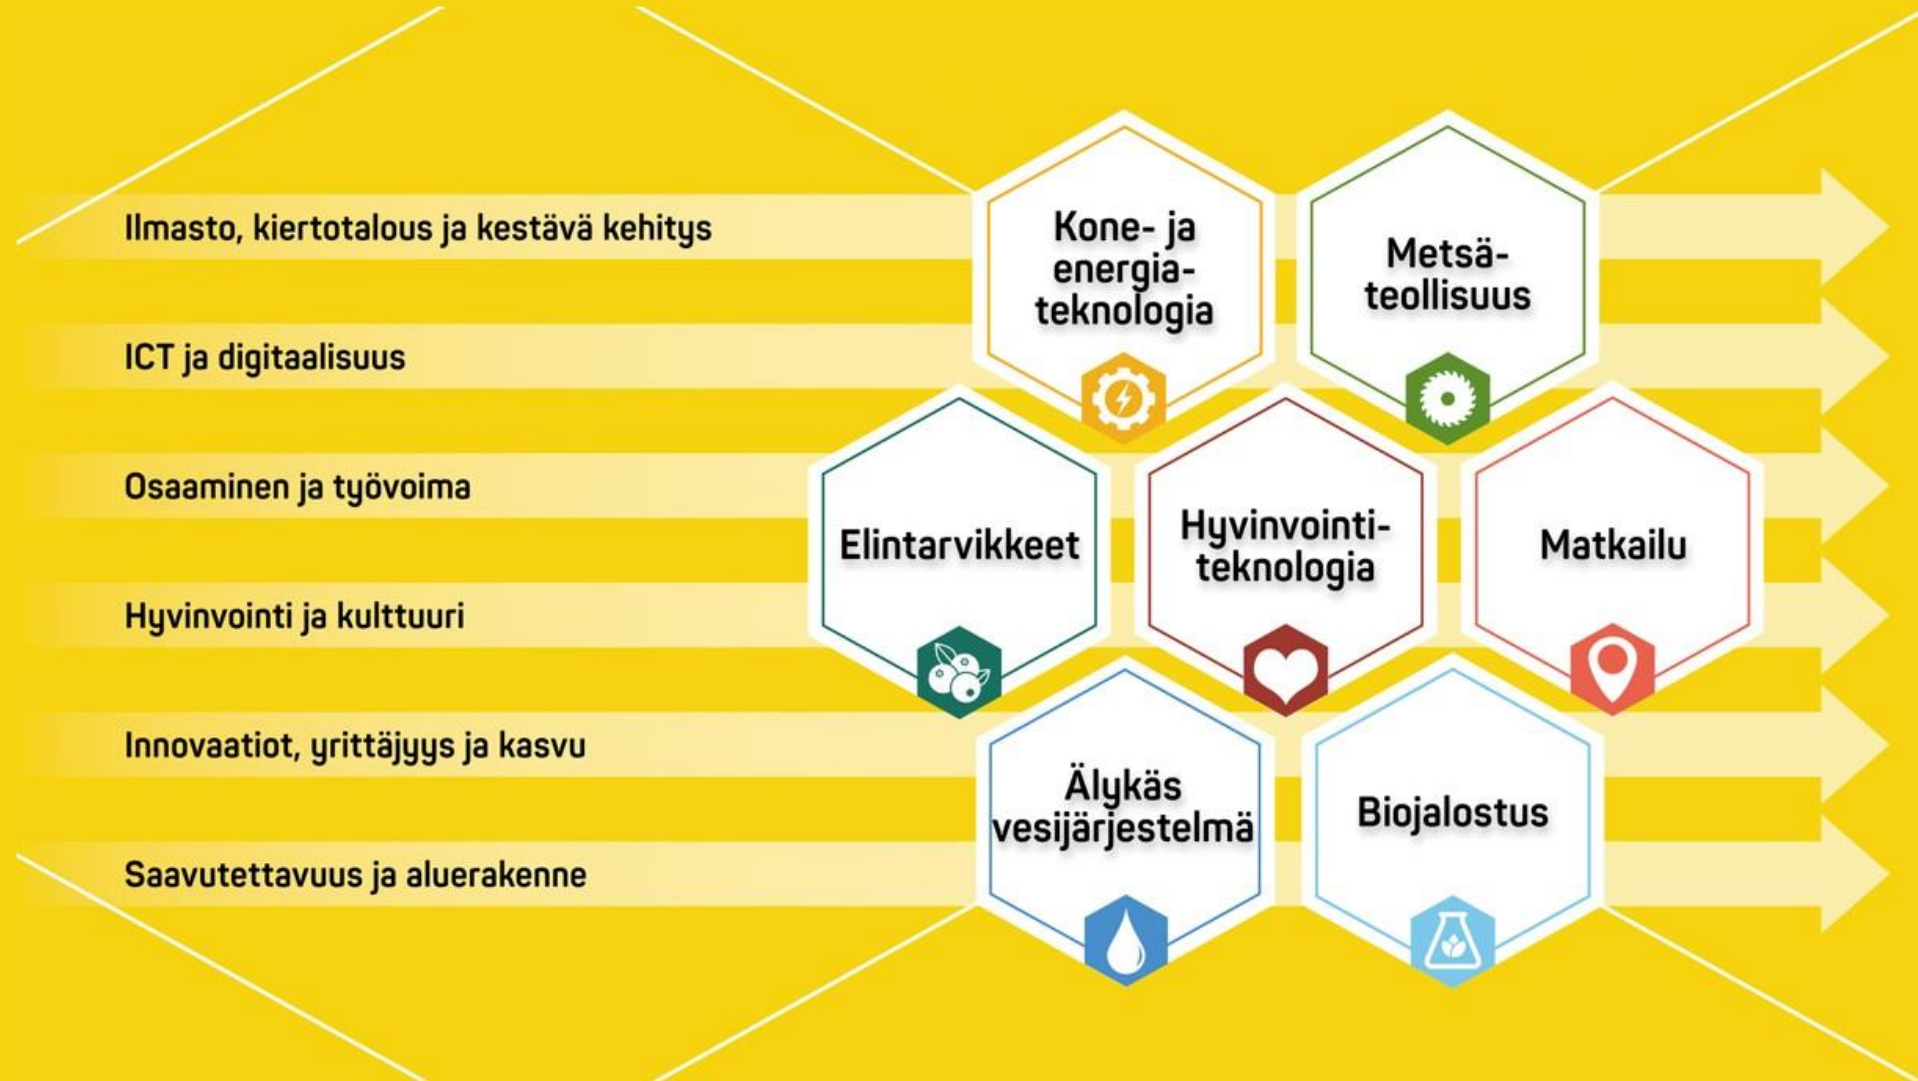 Ilmasto, kiertotalous ja kestävä kehitys
ICT ja digitaalisuus
Osaaminen ja työvoima
Hyvinvointi ja kulttuuri
Innovaatiot, yrittäjyys ja kasvu
Saavutettavuus ja aluerakenne
Kone- ja
energia-
teknologia
Metsä-
teollisuus
Elintarvikkeet
Hyvinvointi-
teknologia
Matkailu
Älykäs
vesijärjestelmä
Biojalostus